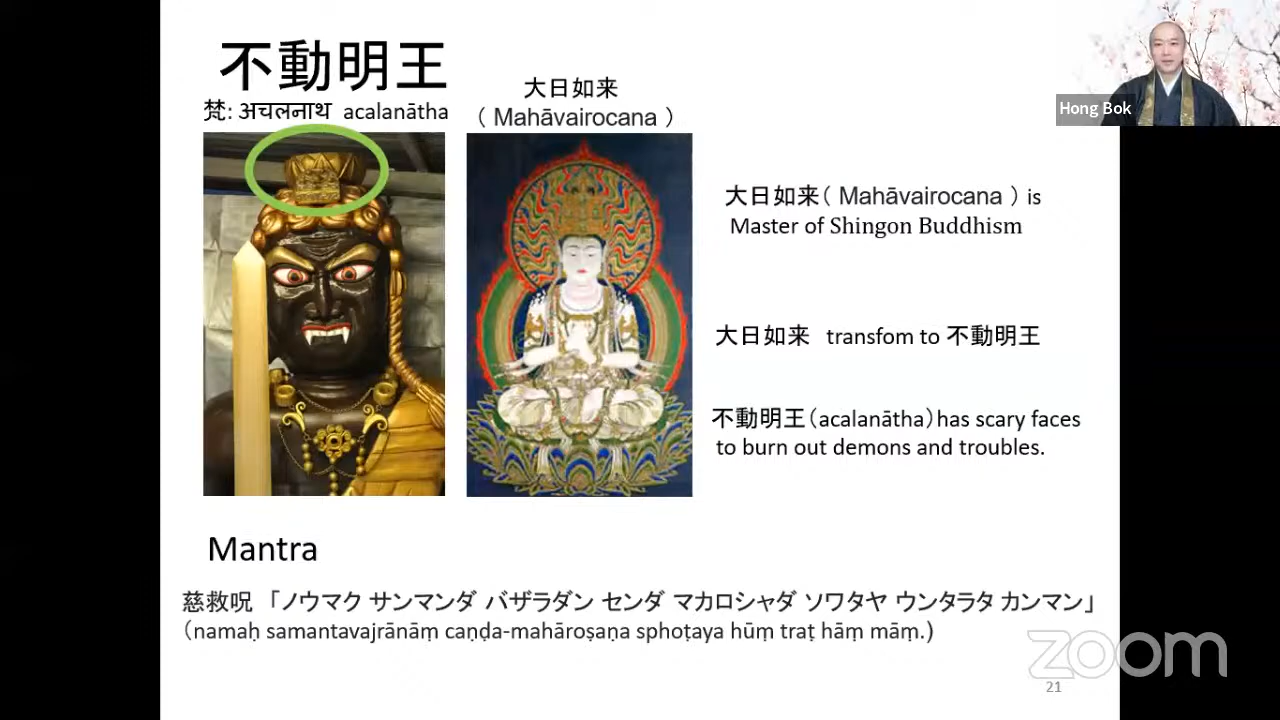 不動明王
梵: अचलनाथ acalanātha
大日如来
( Mahāvairocana )
大日如来( Mahāvairocana ) is
Master of Shingon Buddhism
大日如来 transfom to 不動明王
不動明王(acalanātha)has scary faces
to burn out demons and troubles.
Mantra
慈救呪 「ノウマク サンマンダ バザラダン センダ マカロシャダ ソワタヤ ウンタラタ カンマン」
(namaḥ samantavajrānāṃ caṇḍa-mahāroṣaṇa sphoṭaya hūṃ traṭ hāṃ māṃ.)
21
Hong Bok
zoom